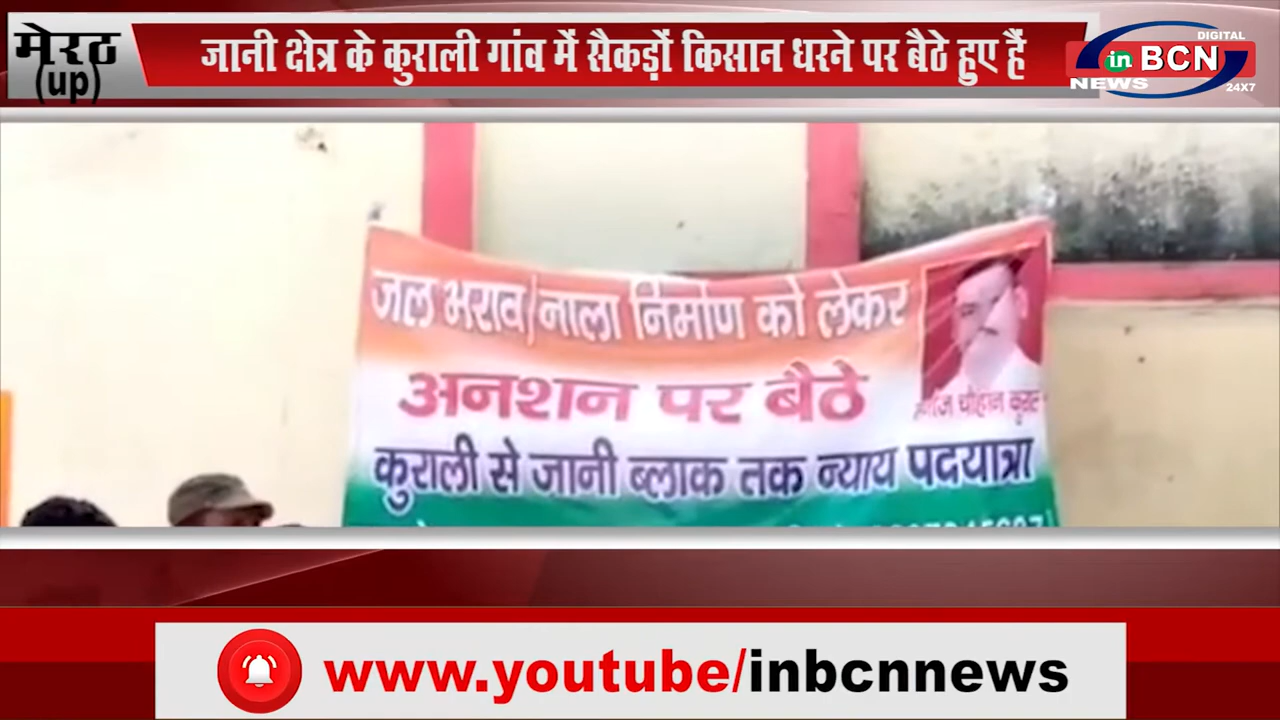 मेरठ
(up)
जानी क्षेत्र के कुराली गांव में सैकड़ों किसान धरने पर बैठे हुए हैं
DIGITAL
in BCN
NEWS
24X7
जल भराव/नाला निर्माण को लेकर
अनशन पर बैठे
चौहान
कुराली से जानी ब्लाक तक न्याय पदयात्रा
www.youtube/inbcnnews